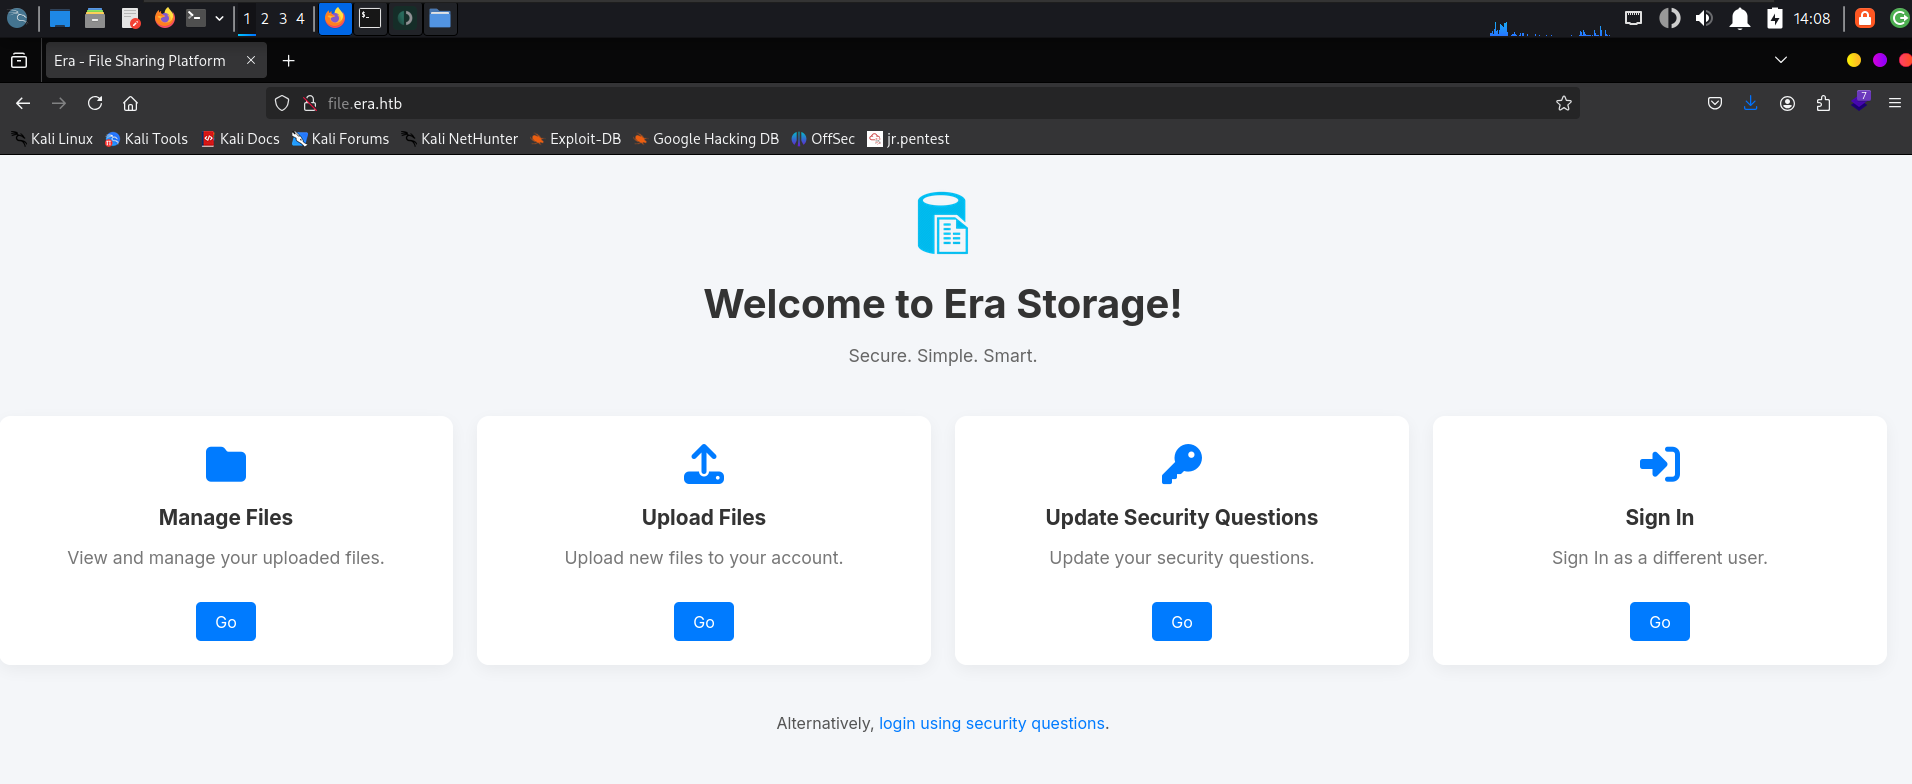 1 2 3 4
14:08
Era - File Sharing Platform
file.era.htb
7
Kali Linux Kali Tools Kali Docs Kali Forums Kali NetHunter Exploit-DB Google Hacking DB OffSec jr.pentest
Welcome to Era Storage!
Secure. Simple. Smart.
Manage Files
View and manage your uploaded files.
Go
Upload Files
Upload new files to your account.
Go
Update Security Questions
Update your security questions.
Go
Sign In
Sign In as a different user.
Go
Alternatively, login using security questions.